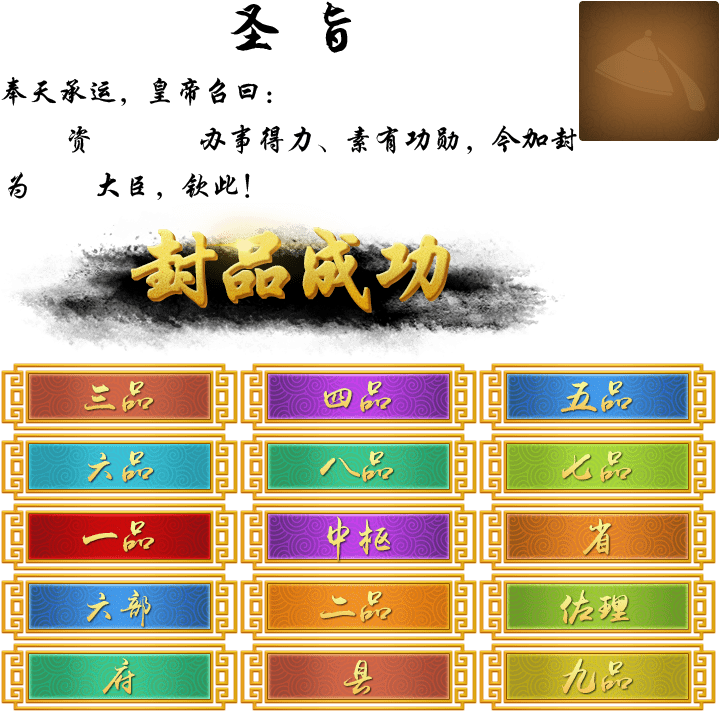 圣 旨
奉天承运，皇帝召曰：
资 办事得力、素有功勋，今加封
为 大臣，钦此！
封品成功
三品 四品 五品
六品 八品 七品
一品 中枢 省
六部 二品 佐理
府 县 九品